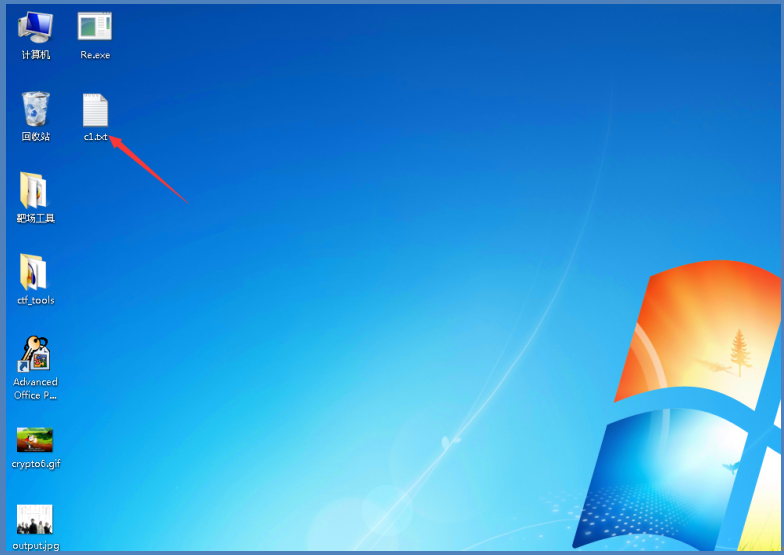 计算机
Re.exe
回收站
c1.txt
靶场工具
ctf_tools
Advanced
Office P...
crypto6.gif
output.jpg